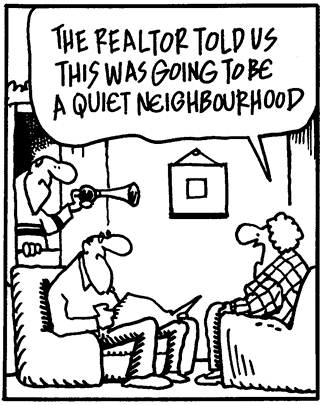 THE REALTOR TOLD US
THIS WAS GOING TO BE
A QUIET NEIGHBOURHOOD